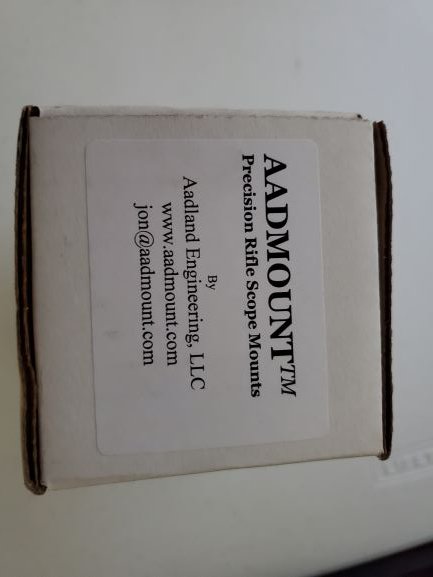 AADMOUNT™
Precision Rifle Scope Mounts
By
Aadland Engineering, LLC
www.aadmount.com
jon@aadmount.com